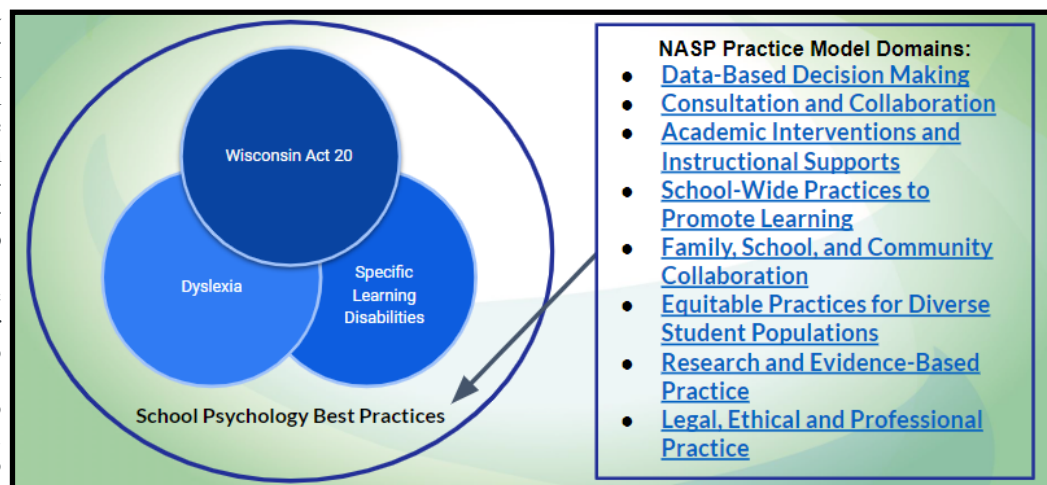 Wisconsin Act 20
Dyslexia
Specific
Learning
Disabilities
School Psychology Best Practices
NASP Practice Model Domains:
● Data-Based Decision Making
● Consultation and Collaboration
● Academic Interventions and
Instructional Supports
● School-Wide Practices to
Promote Learning
● Family, School, and Community
Collaboration
● Equitable Practices for Diverse
Student Populations
● Research and Evidence-Based
Practice
● Legal, Ethical and Professional
Practice